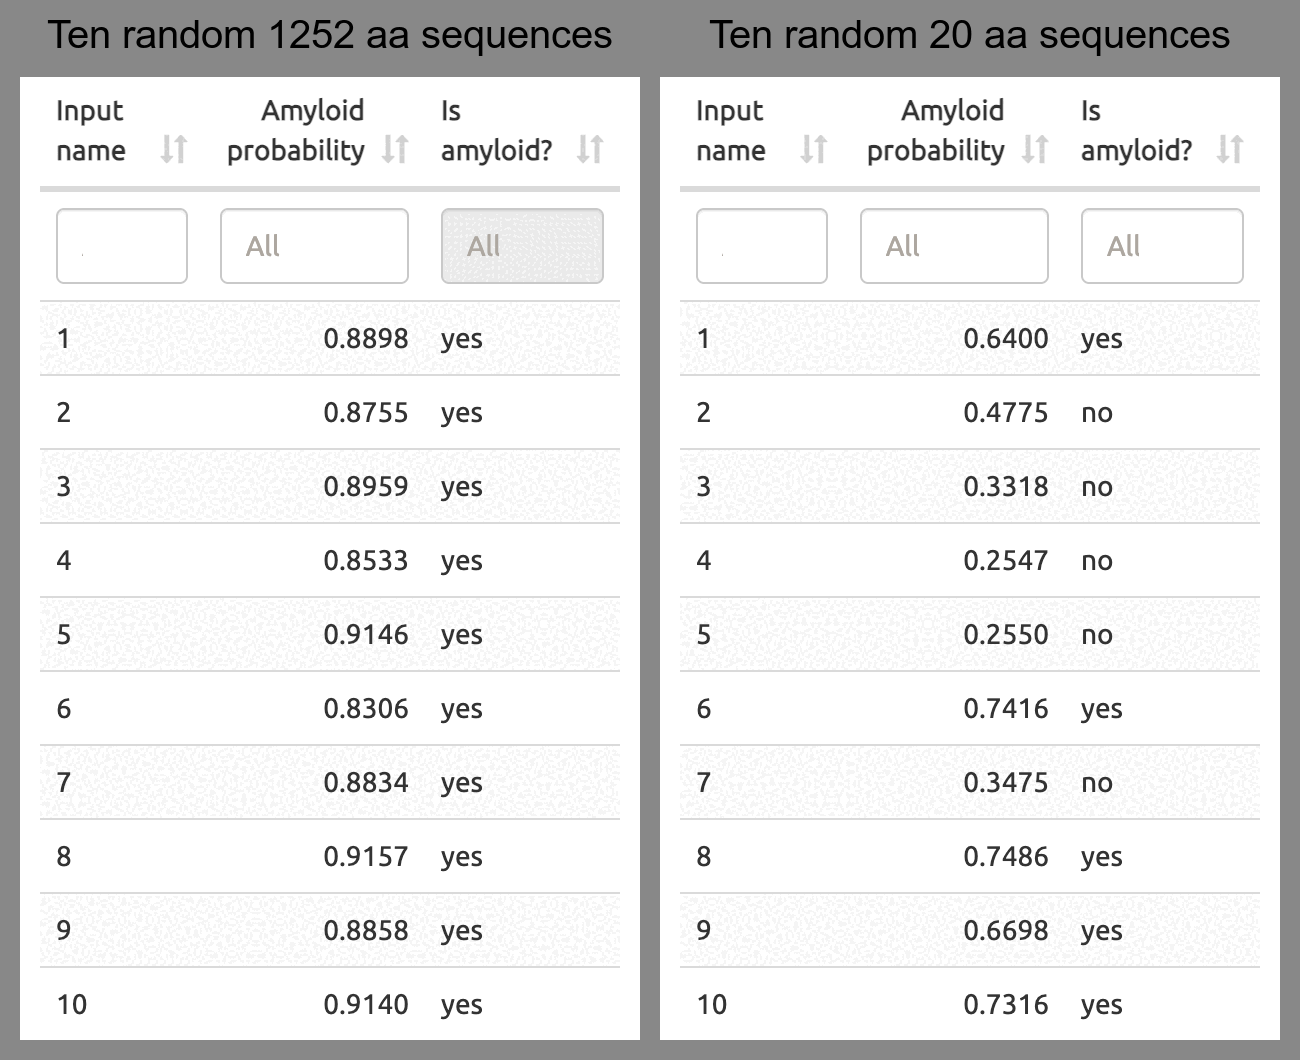 Ten random 1252 aa sequences
Input name
Amyloid probability
Is amyloid?
All
All
1 0.8898 yes
2 0.8755 yes
3 0.8959 yes
4 0.8533 yes
5 0.9146 yes
6 0.8306 yes
7 0.8834 yes
8 0.9157 yes
9 0.8858 yes
10 0.9140 yes
Ten random 20 aa sequences
Input name
Amyloid probability
Is amyloid?
All
All
1 0.6400 yes
2 0.4775 no
3 0.3318 no
4 0.2547 no
5 0.2550 no
6 0.7416 yes
7 0.3475 no
8 0.7486 yes
9 0.6698 yes
10 0.7316 yes